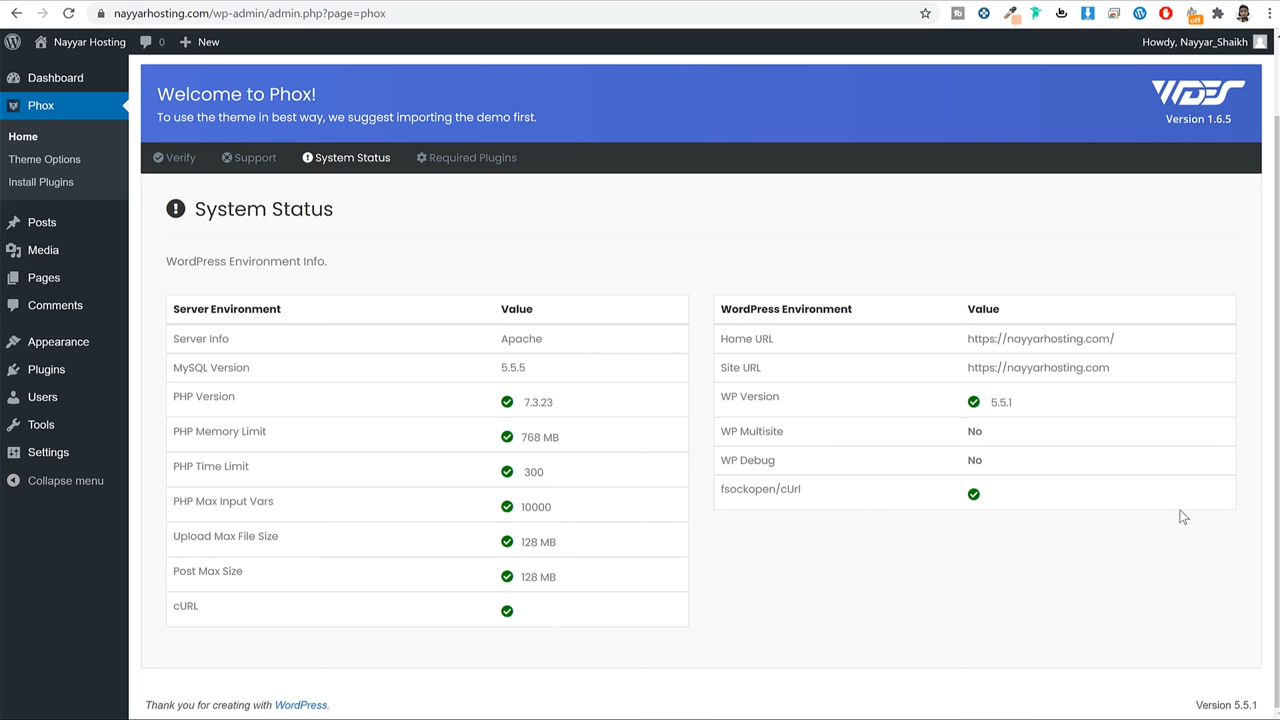 nayyarhosting.com/wp-admin/admin.php?page=phox
off
Nayyar Hosting
0
New
Howdy, Nayyar_Shaikh
Dashboard
Phox
Home
Theme Options
Install Plugins
Posts
Media
Pages
Comments
Appearance
Plugins
Users
Tools
Settings
Collapse menu
Welcome to Phox!
To use the theme in best way, we suggest importing the demo first.
WDES
Version 1.6.5
Verify
Support
System Status
Required Plugins
System Status
WordPress Environment Info.
Server Environment Value
Server Info Apache
MySQL Version 5.5.5
PHP Version 7.3.23
PHP Memory Limit 768 MB
PHP Time Limit 300
PHP Max Input Vars 10000
Upload Max File Size 128 MB
Post Max Size 128 MB
cURL
WordPress Environment Value
Home URL https://nayyarhosting.com/
Site URL https://nayyarhosting.com
WP Version 5.5.1
WP Multisite No
WP Debug No
fsockopen/cUrl
Thank you for creating with WordPress.
Version 5.5.1